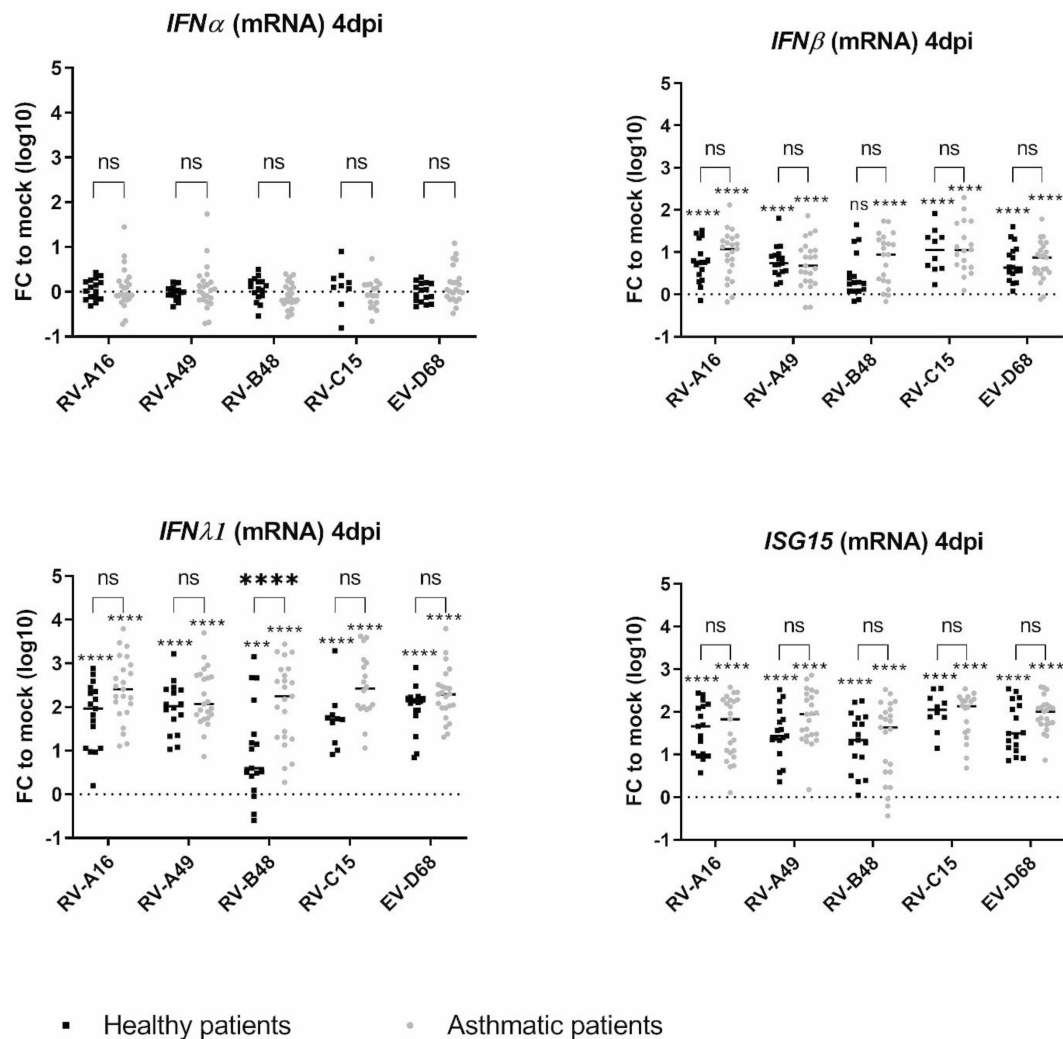 IFNα (mRNA) 4dpi
FC to mock (log10)
5
4
3
2
1
0
-1
ns ns ns ns ns
RV-A16 RV-A49 RV-B48 RV-C15 EV-D68
IFNβ (mRNA) 4dpi
FC to mock (log10)
5
4
3
2
1
0
-1
ns ns ns ns ns
**** **** **** **** ns **** **** **** **** ****
RV-A16 RV-A49 RV-B48 RV-C15 EV-D68
IFNλ1 (mRNA) 4dpi
FC to mock (log10)
5
4
3
2
1
0
-1
ns ns **** ns ns
**** **** **** **** *** **** **** **** **** ****
RV-A16 RV-A49 RV-B48 RV-C15 EV-D68
ISG15 (mRNA) 4dpi
FC to mock (log10)
5
4
3
2
1
0
-1
ns ns ns ns ns
**** **** **** **** **** **** **** **** **** ****
RV-A16 RV-A49 RV-B48 RV-C15 EV-D68
Healthy patients Asthmatic patients